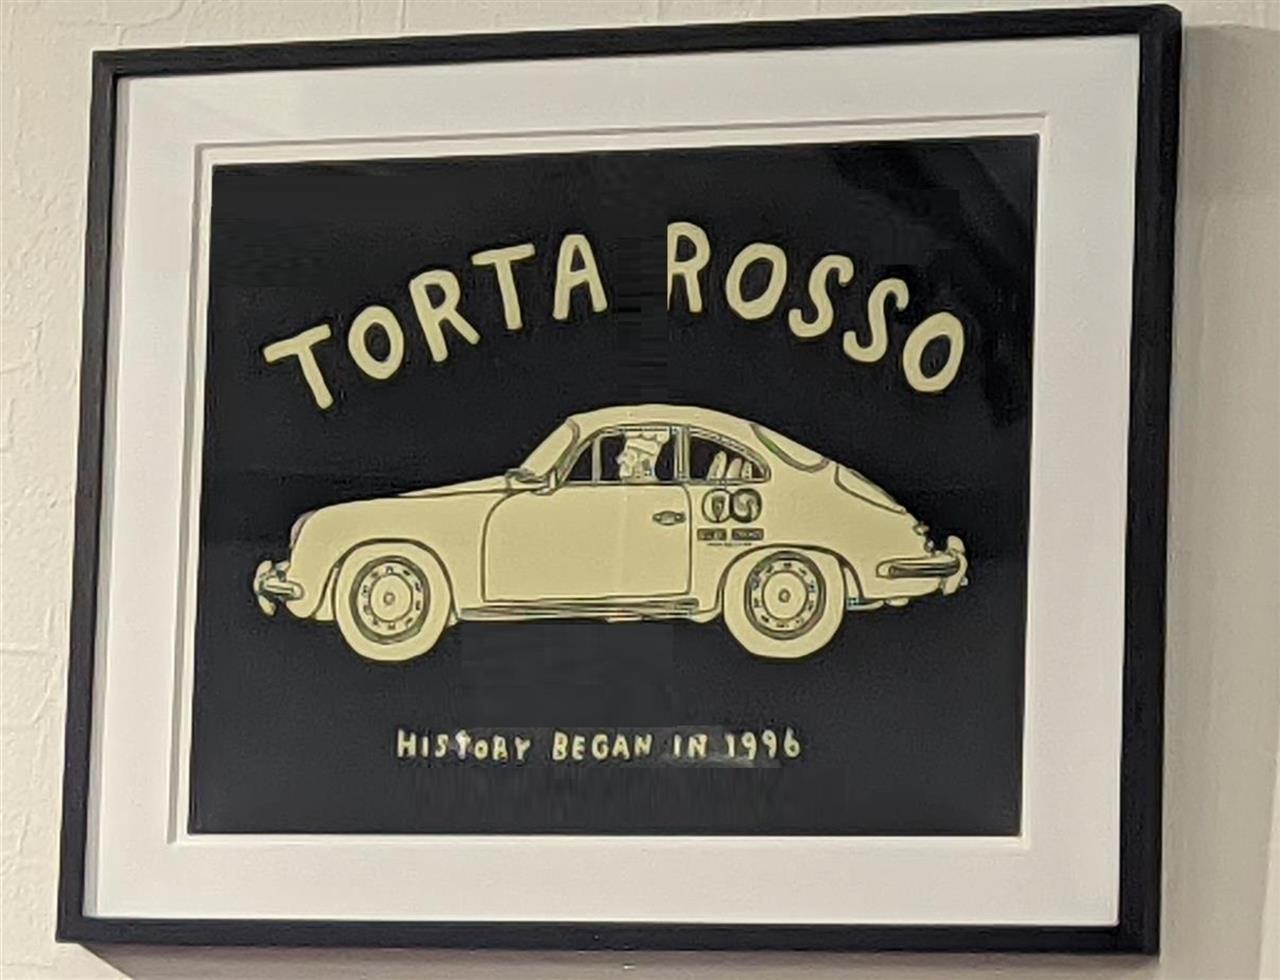 TORTA ROSSO
HISTORY BEGAN IN 1996